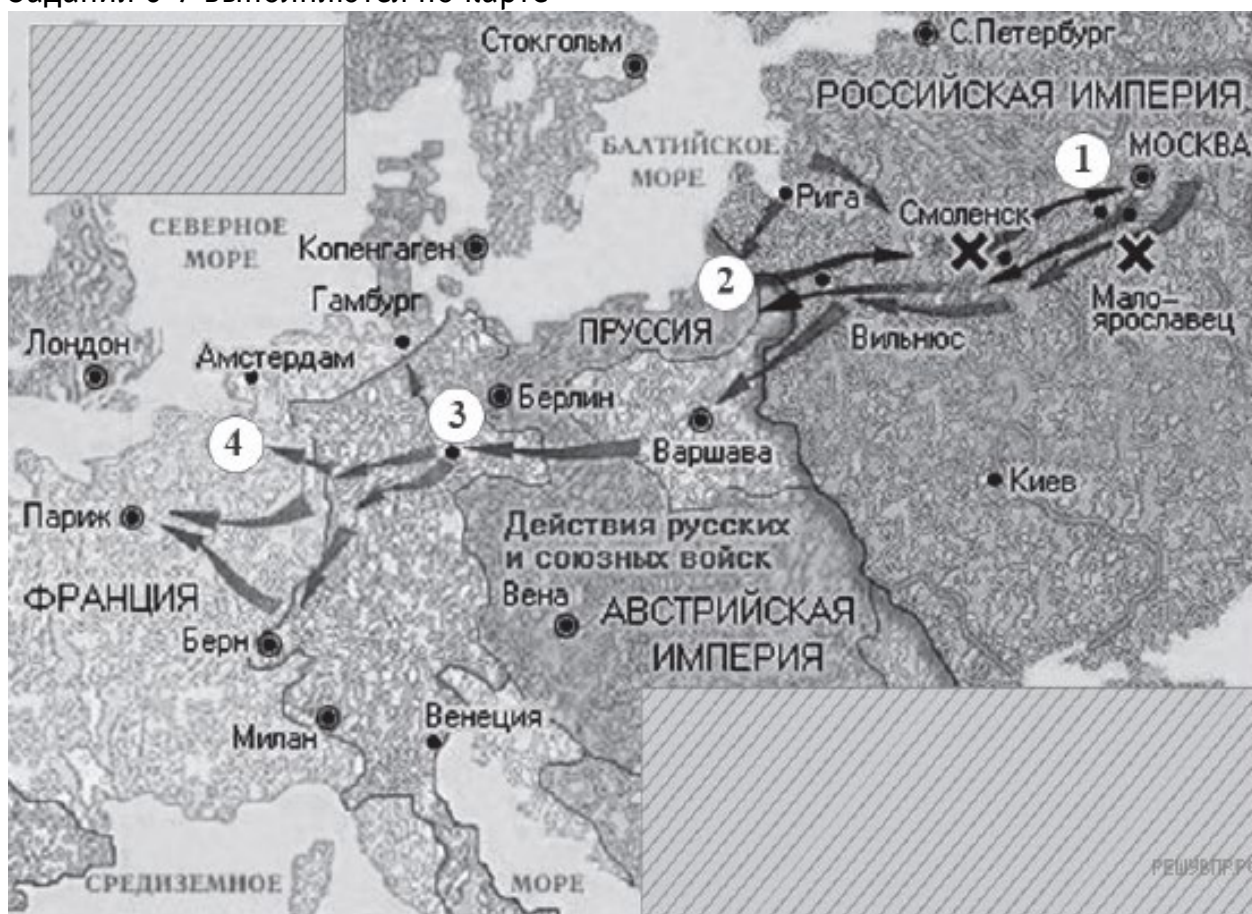 Задания 6-7 выполняются по карте
Стокгольм
С.Петербург
РОССИЙСКАЯ ИМПЕРИЯ
БАЛТИЙСКОЕ
МОРЕ
1
МОСКВА
Рига
Смоленск
СЕВЕРНОЕ
МОРЕ
Копенгаген
2
Гамбург
ПРУССИЯ
Мало-
ярославец
Вильнюс
Лондон
Амстердам
Берлин
3
4
Варшава
Киев
Париж
Действия русских
и союзных войск
ФРАНЦИЯ
Вена
АВСТРИЙСКАЯ
ИМПЕРИЯ
Берн
Милан
Венеция
СРЕДИЗЕМНОЕ МОРЕ